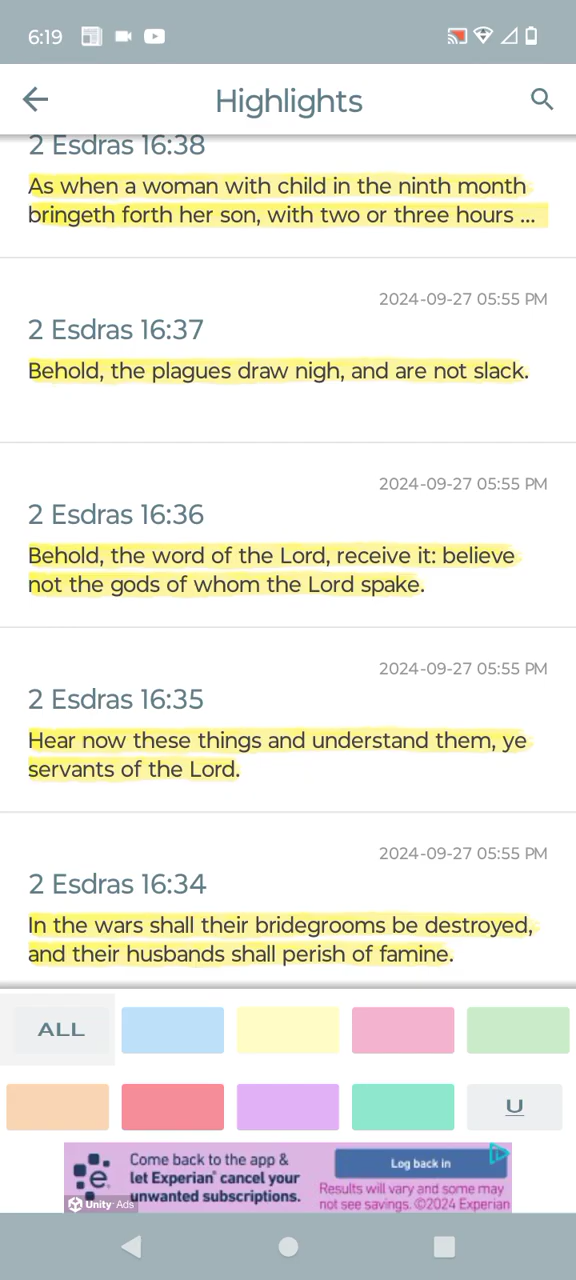 6:19
Highlights
2 Esdras 16:38
As when a woman with child in the ninth month
bringeth forth her son, with two or three hours ...
2024-09-27 05:55 PM
2 Esdras 16:37
Behold, the plagues draw nigh, and are not slack.
2024-09-27 05:55 PM
2 Esdras 16:36
Behold, the word of the Lord, receive it: believe
not the gods of whom the Lord spake.
2024-09-27 05:55 PM
2 Esdras 16:35
Hear now these things and understand them, ye
servants of the Lord.
2024-09-27 05:55 PM
2 Esdras 16:34
In the wars shall their bridegrooms be destroyed,
and their husbands shall perish of famine.
ALL
U
Come back to the app &
let Experian® cancel your
unwanted subscriptions.
Log back in
Results will vary and some may
not see savings. ©2024 Experian
e
Unity Ads